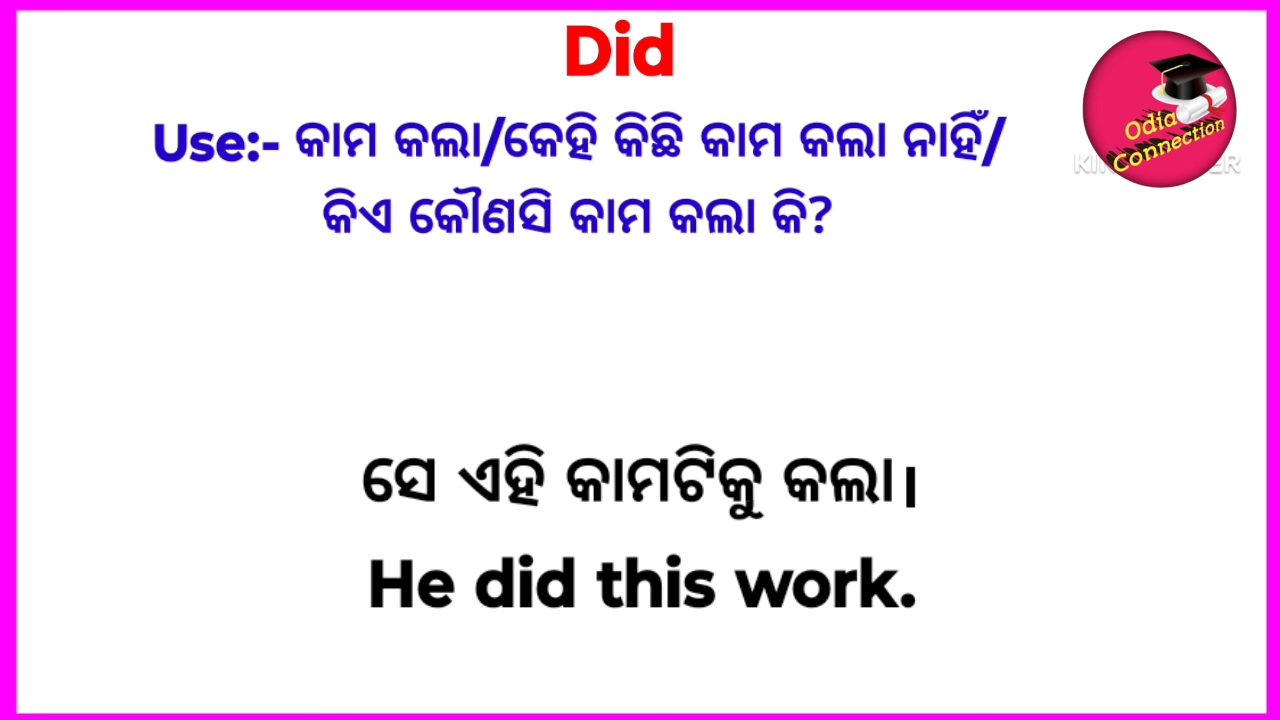 Did
Use:- କାମ କଲା/କେହି କିଛି କାମ କଲା ନାହିଁ/
କିଏ କୌଣସି କାମ କଲା କି?
Odia
Connection
ସେ ଏହି କାମଟିକୁ କଲା।
He did this work.